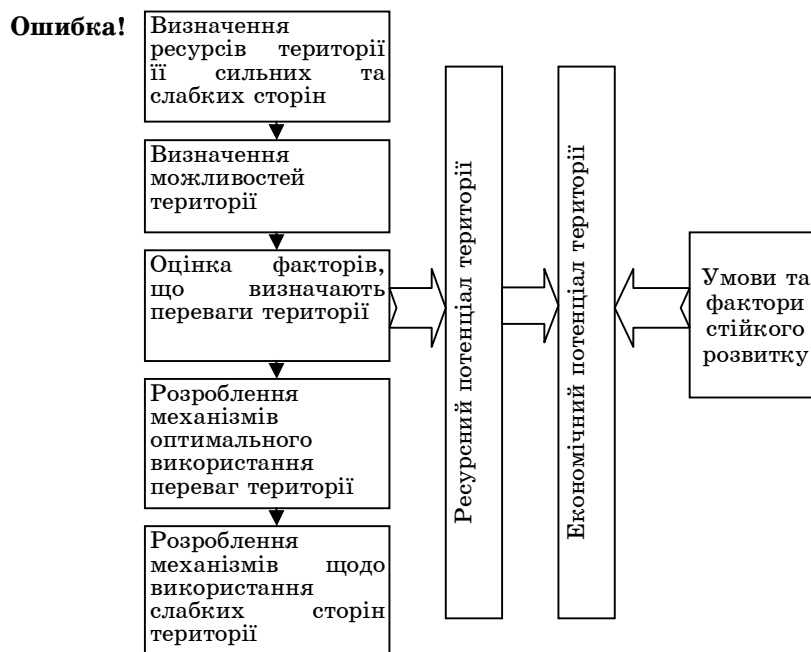 Ошибка!
Визначення
ресурсів території
її сильних та
слабких сторін
Визначення
можливостей
території
Оцінка факторів,
що визначають
переваги території
Розроблення
механізмів
оптимального
використання
переваг території
Розроблення
механізмів щодо
використання
слабких сторін
території
Ресурсний потенціал території
Економічний потенціал території
Умови та
фактори
стійкого
розвитку